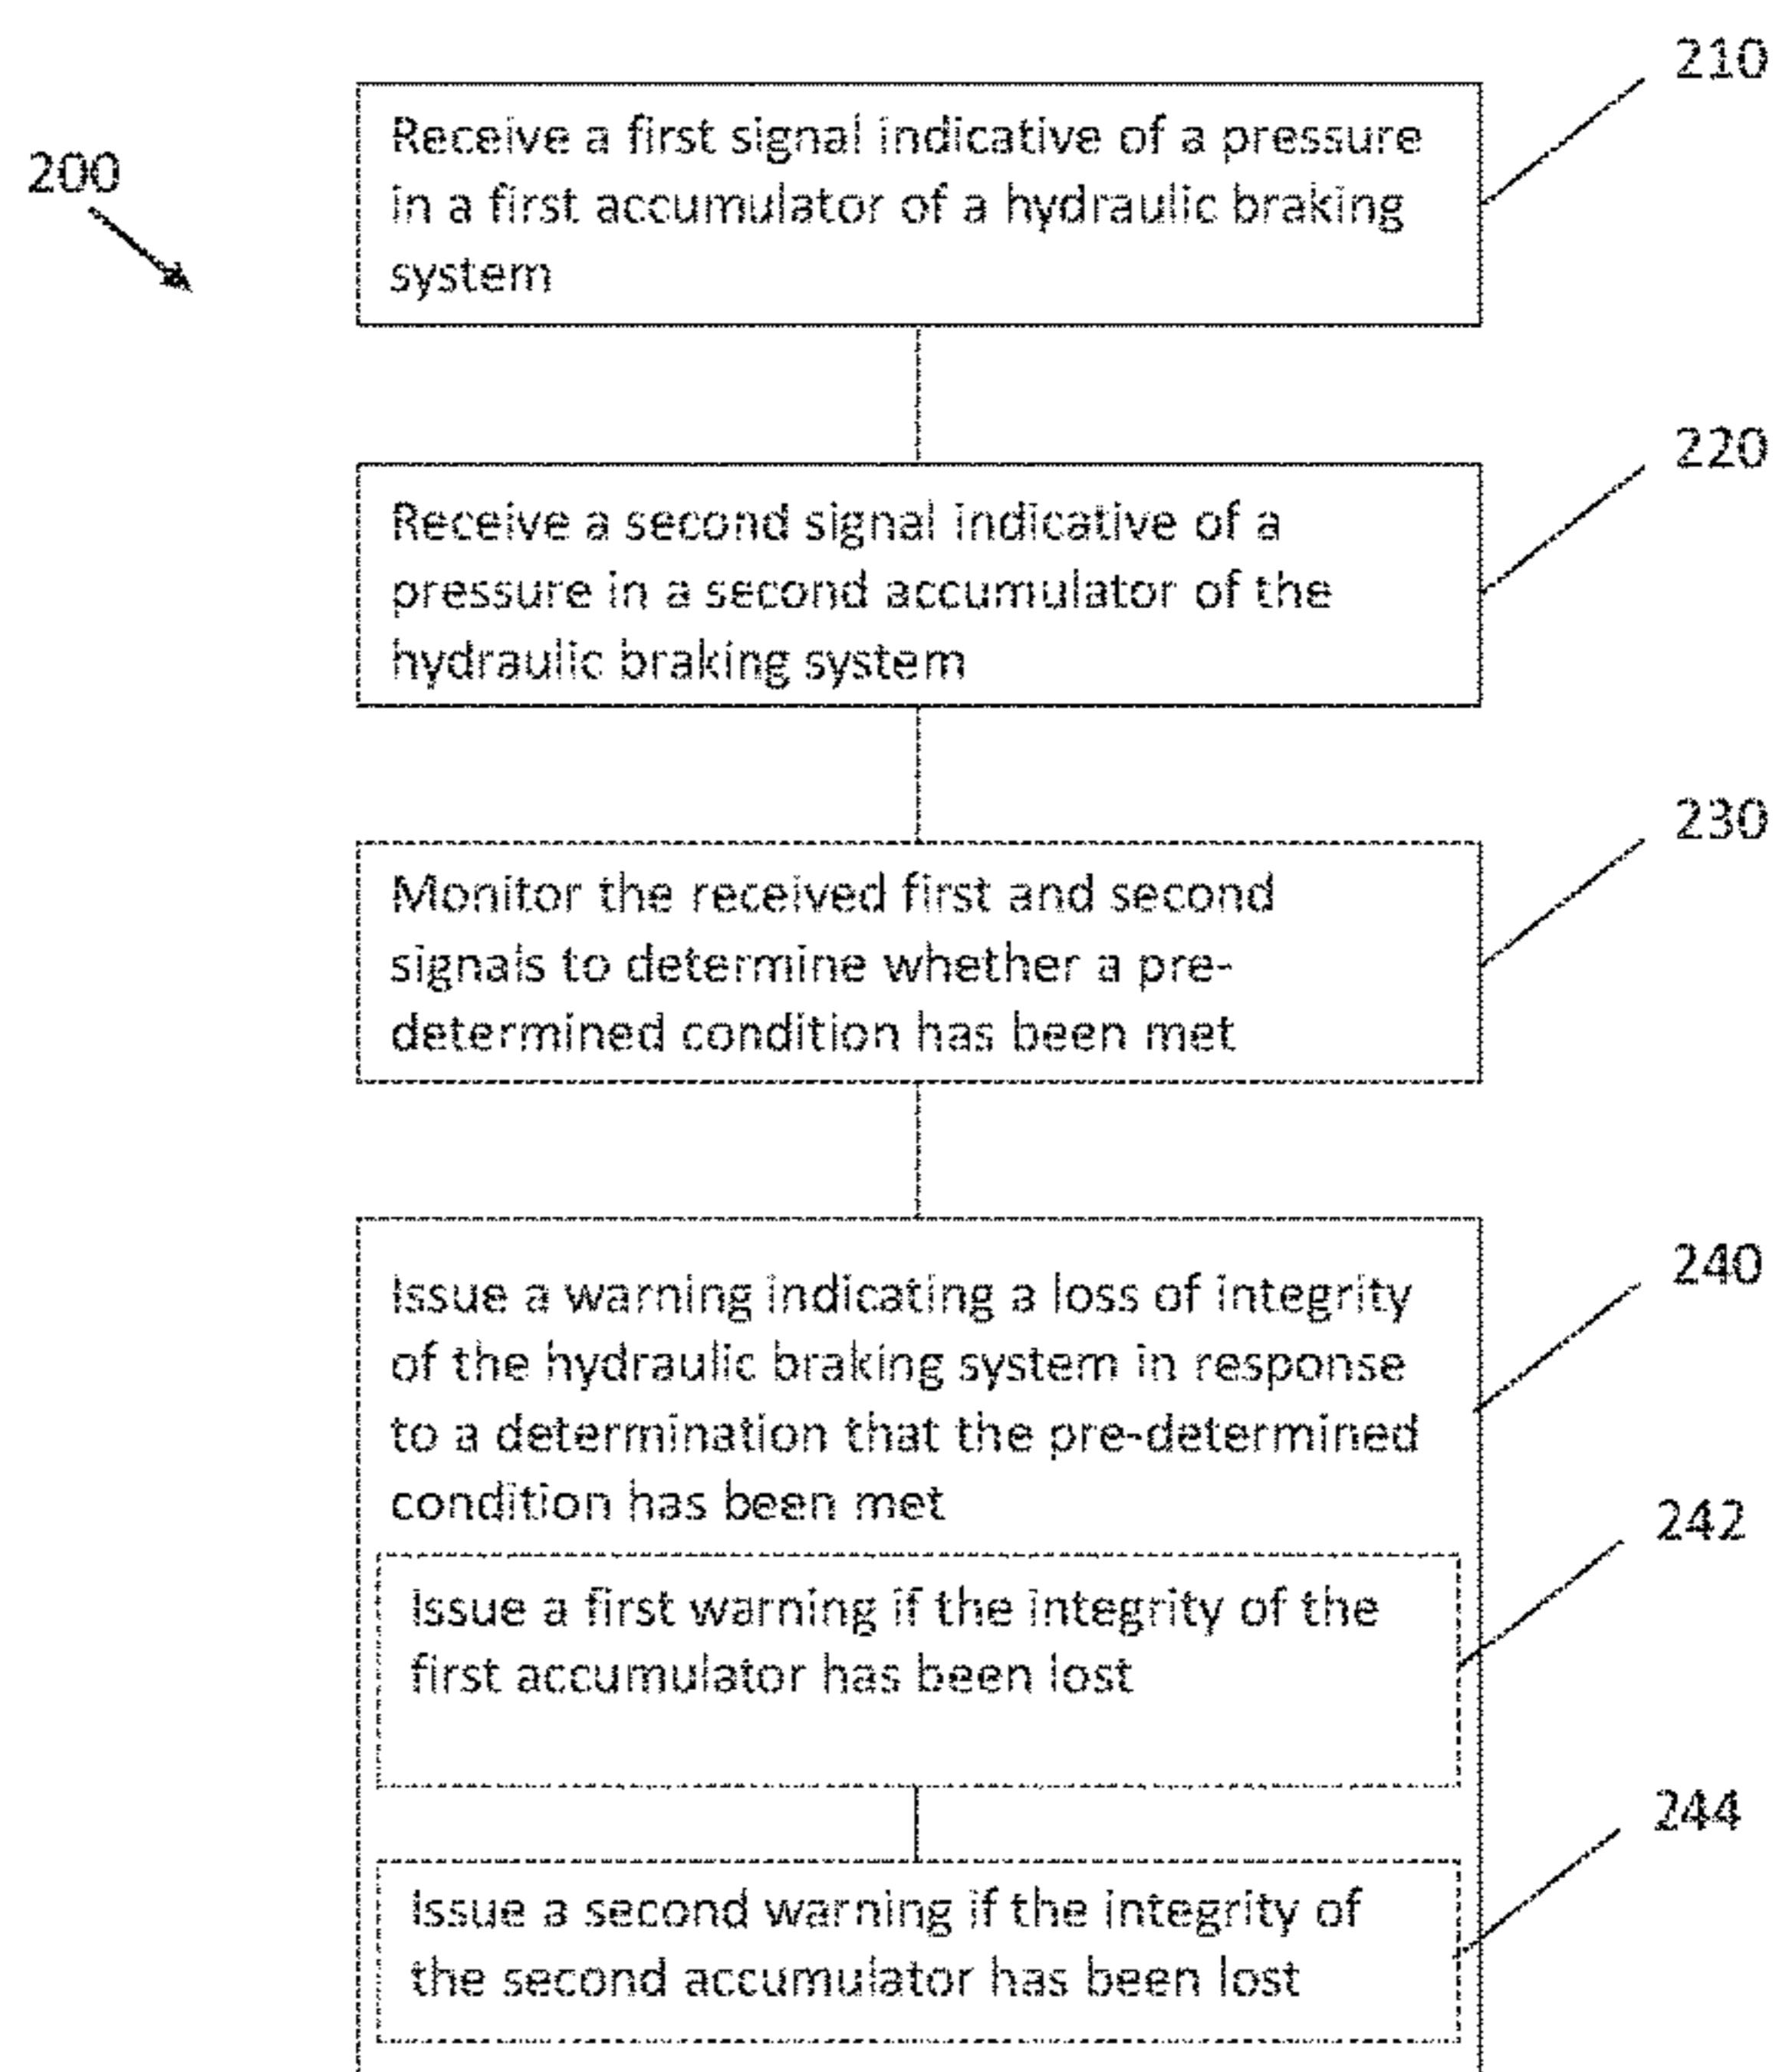 210
Receive a first signal indicative of a pressure
in a first accumulator of a hydraulic braking
system
200
220
Receive a second signal indicative of a
pressure in a second accumulator of the
hydraulic braking system
230
Monitor the received first and second
signals to determine whether a pre-
determined condition has been met
240
Issue a warning indicating a loss of integrity
of the hydraulic braking system in response
to a determination that the pre-determined
condition has been met
242
Issue a first warning if the integrity of the
first accumulator has been lost
244
Issue a second warning if the integrity of
the second accumulator has been lost